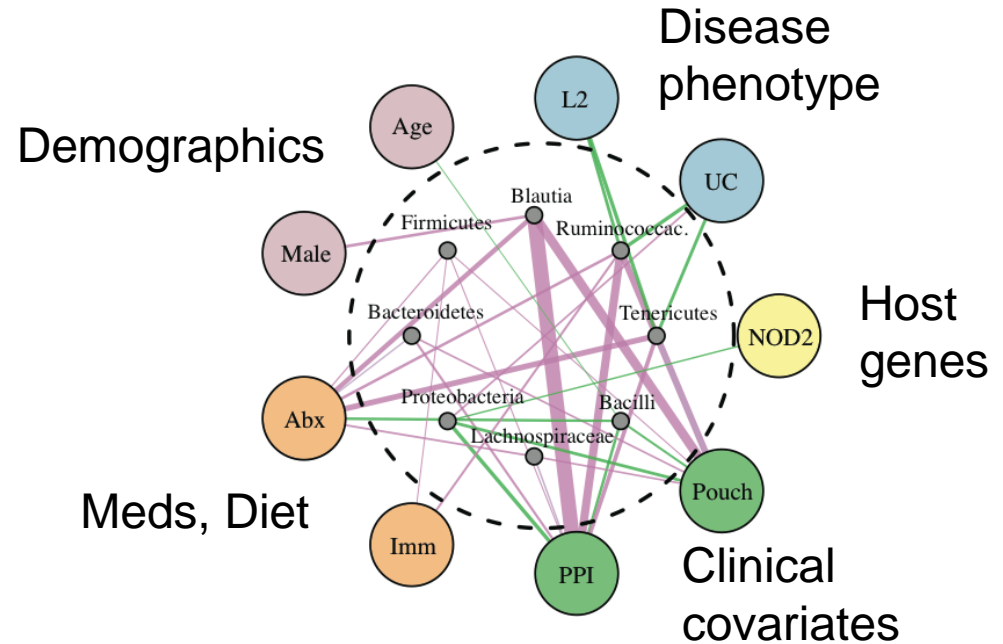 Disease
phenotype
L2
Age
Demographics
UC
Blautia
Firmicutes
Ruminococcac.
Male
Host
genes
Bacteroidetes
Tenericutes
NOD2
Proteobacteria
Bacilli
Abx
Lachnospiraceae
Pouch
Meds, Diet
Imm
PPI
Clinical
covariates